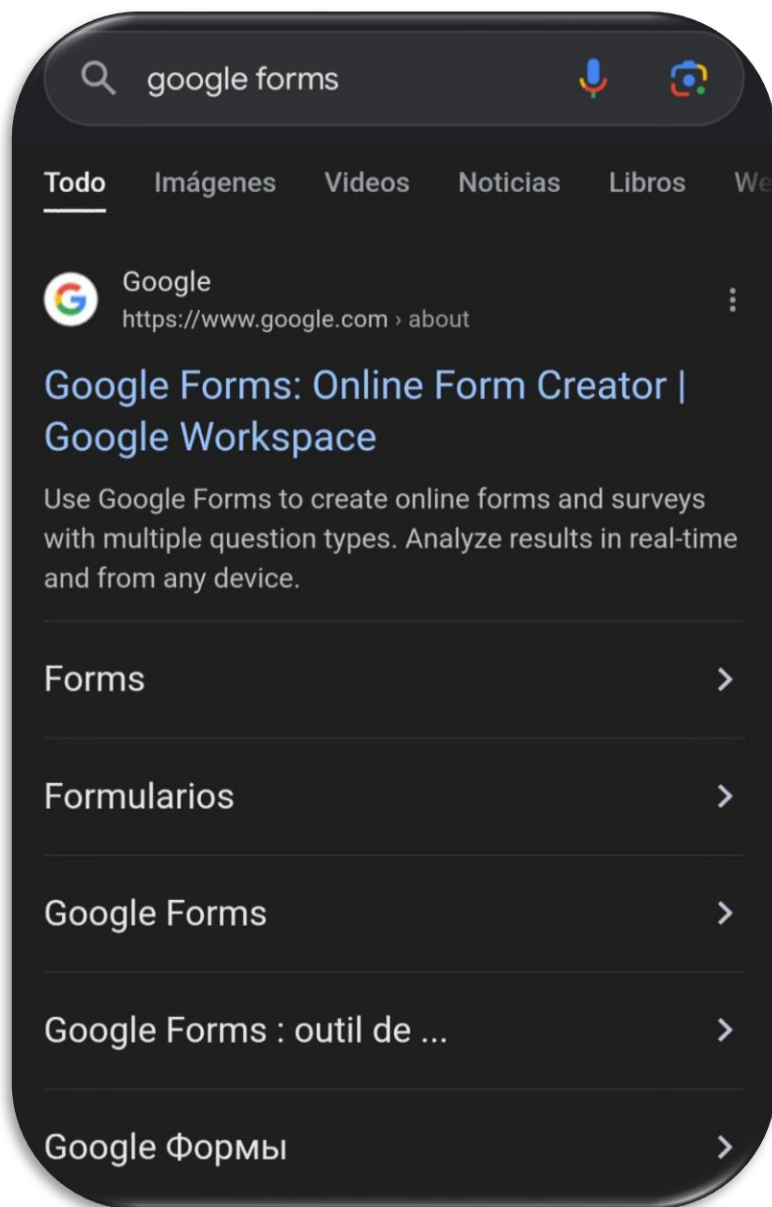 google forms
Todo Imágenes Videos Noticias Libros We
Google
https://www.google.com › about
Google Forms: Online Form Creator |
Google Workspace
Use Google Forms to create online forms and surveys
with multiple question types. Analyze results in real-time
and from any device.
Forms
Formularios
Google Forms
Google Forms : outil de ...
Google Формы